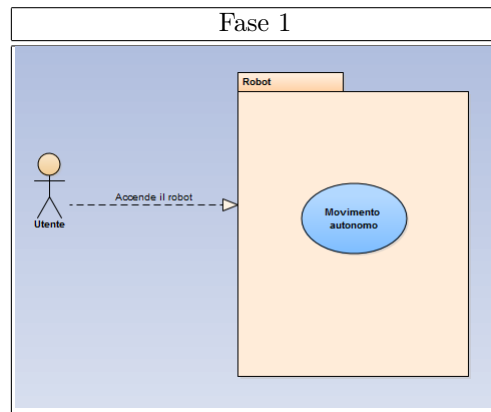 Fase 1
Robot
Accende il robot
Utente
Movimento
autonomo